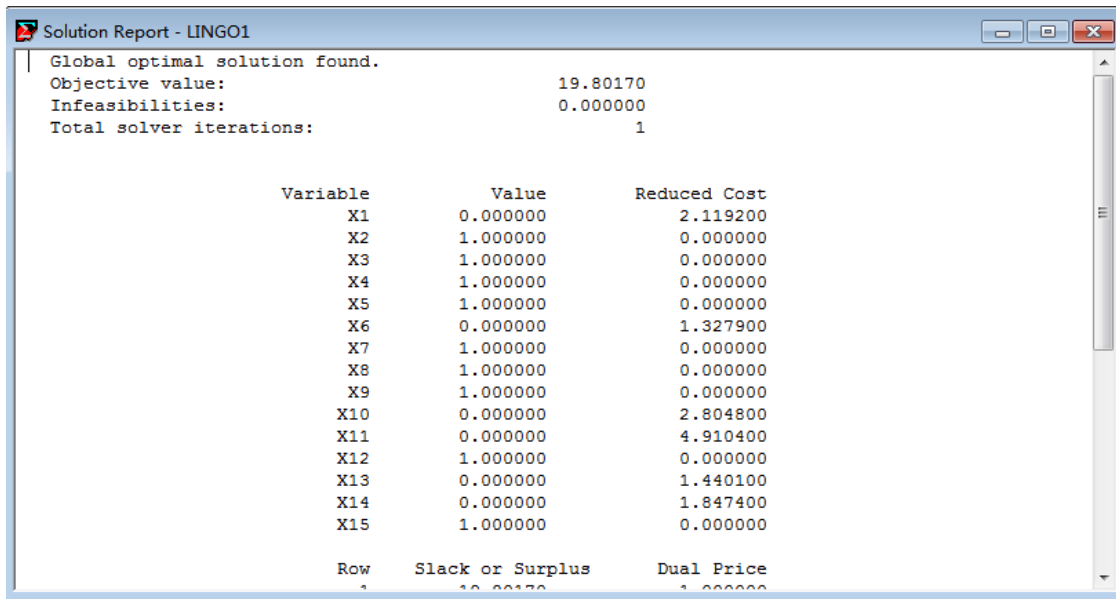 Solution Report - LINGO1
Global optimal solution found.
Objective value: 19.80170
Infeasibilities: 0.000000
Total solver iterations: 1
Variable Value Reduced Cost
X1 0.000000 2.119200
X2 1.000000 0.000000
X3 1.000000 0.000000
X4 1.000000 0.000000
X5 1.000000 0.000000
X6 0.000000 1.327900
X7 1.000000 0.000000
X8 1.000000 0.000000
X9 1.000000 0.000000
X10 0.000000 2.804800
X11 0.000000 4.910400
X12 1.000000 0.000000
X13 0.000000 1.440100
X14 0.000000 1.847400
X15 1.000000 0.000000
Row Slack or Surplus Dual Price